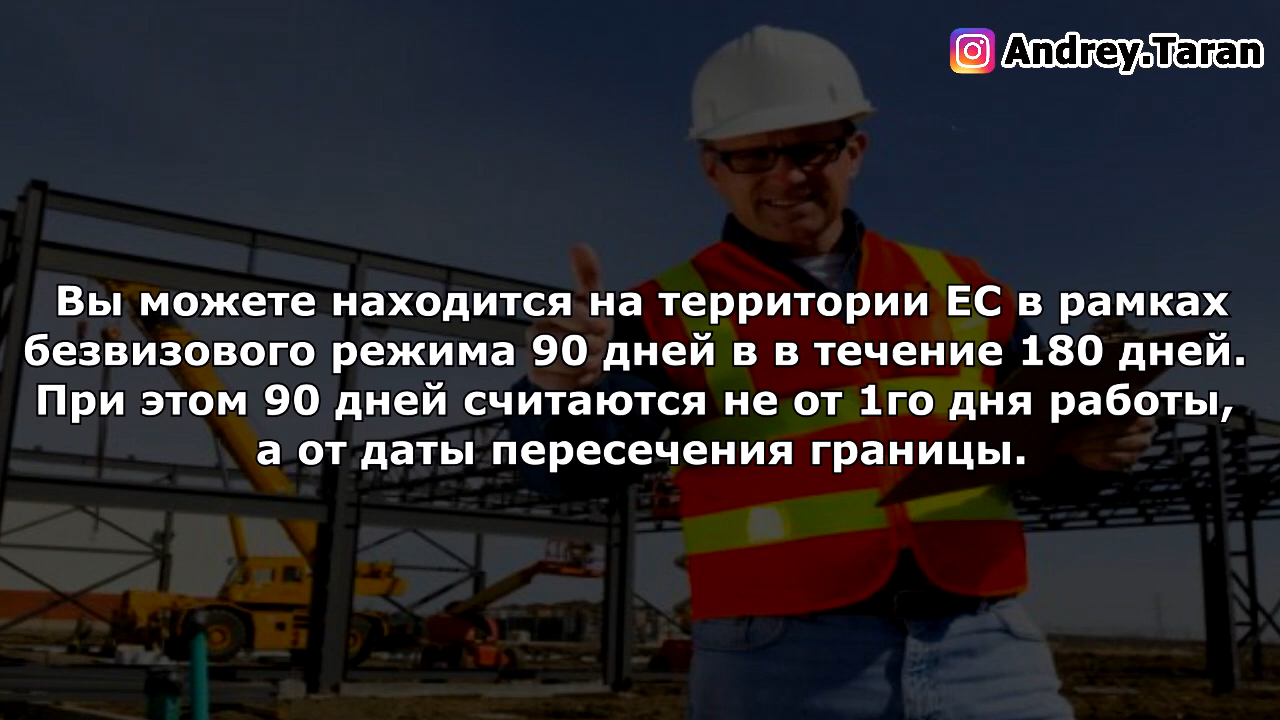 Andrey.Taran
Вы можете находится на территории ЕС в рамках
безвизового режима 90 дней в в течение 180 дней.
При этом 90 дней считаются не от 1го дня работы,
а от даты пересечения границы.